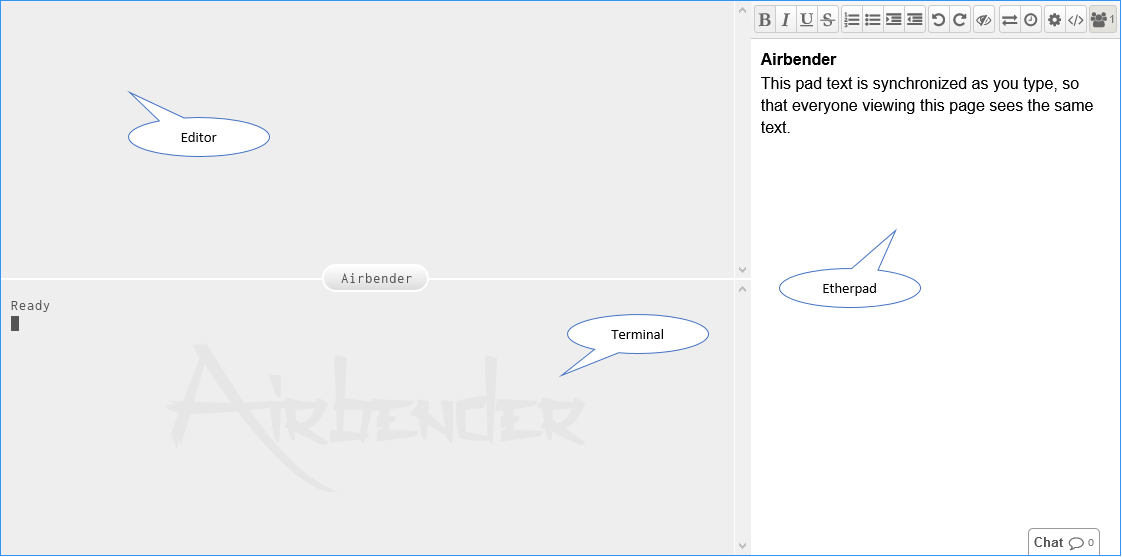 B I U S 1
Airbender
This pad text is synchronized as you type, so
that everyone viewing this page sees the same
text.
Editor
Etherpad
Airbender
Ready
Terminal
Airbender
Chat 0